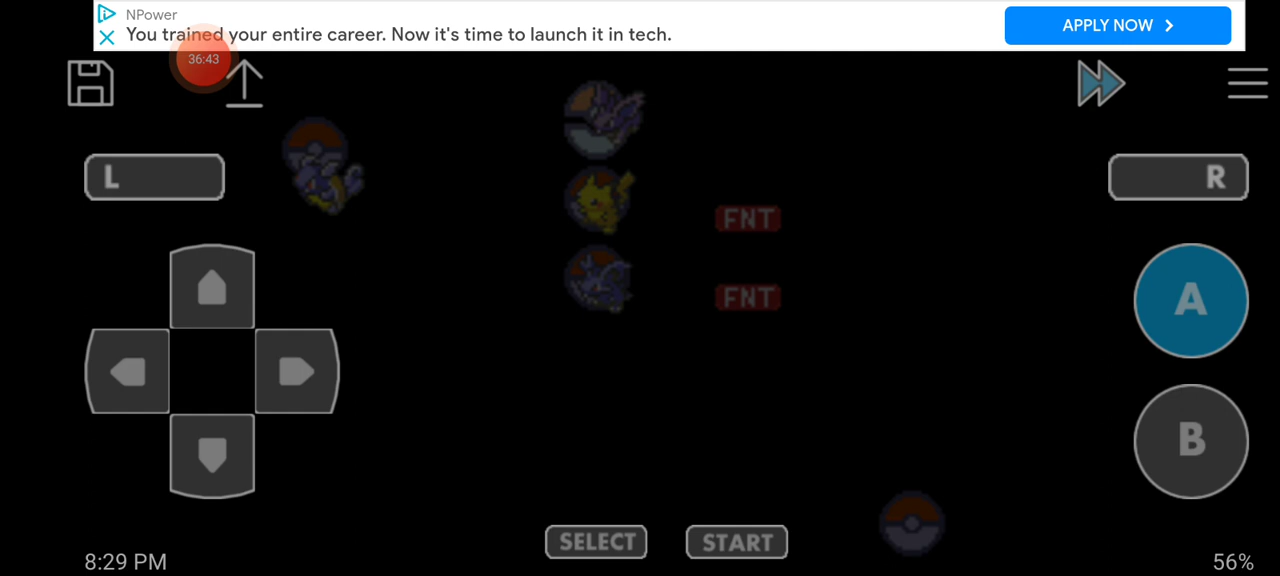 NPower
You trained your entire career. Now it's time to launch it in tech.
APPLY NOW
36:43
L
R
FNT
A
FNT
B
SELECT
START
8:29 PM
56%